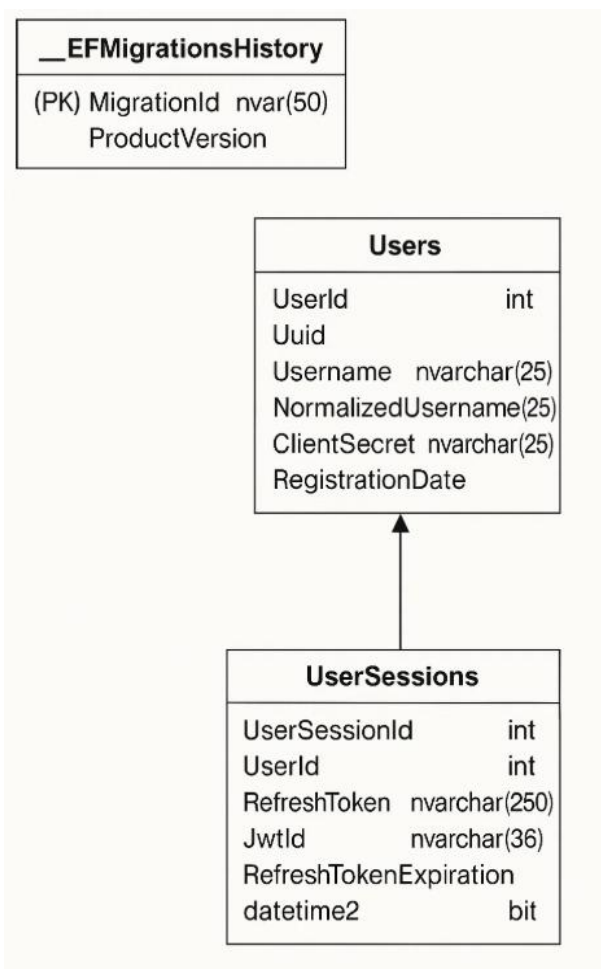 __EFMigrationsHistory
(PK) MigrationId nvar(50)
ProductVersion
Users
UserId int
Uuid
Username nvarchar(25)
NormalizedUsername(25)
ClientSecret nvarchar(25)
RegistrationDate
UserSessions
UserSessionId int
UserId int
RefreshToken nvarchar(250)
JwtId nvarchar(36)
RefreshTokenExpiration
datetime2 bit